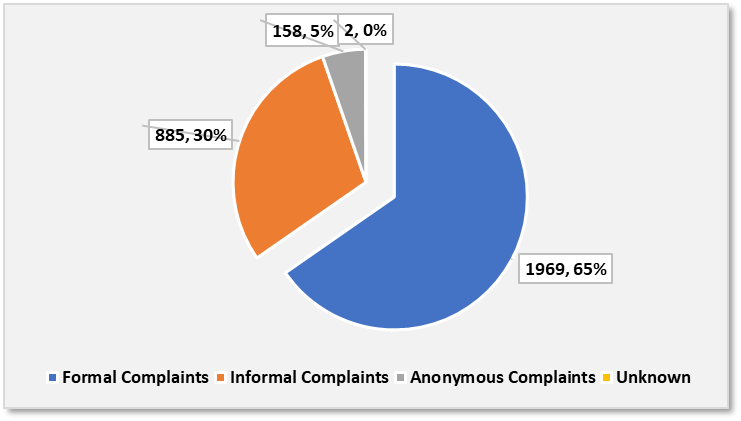 158, 5%
2, 0%
885, 30%
1969, 65%
Formal Complaints Informal Complaints Anonymous Complaints Unknown